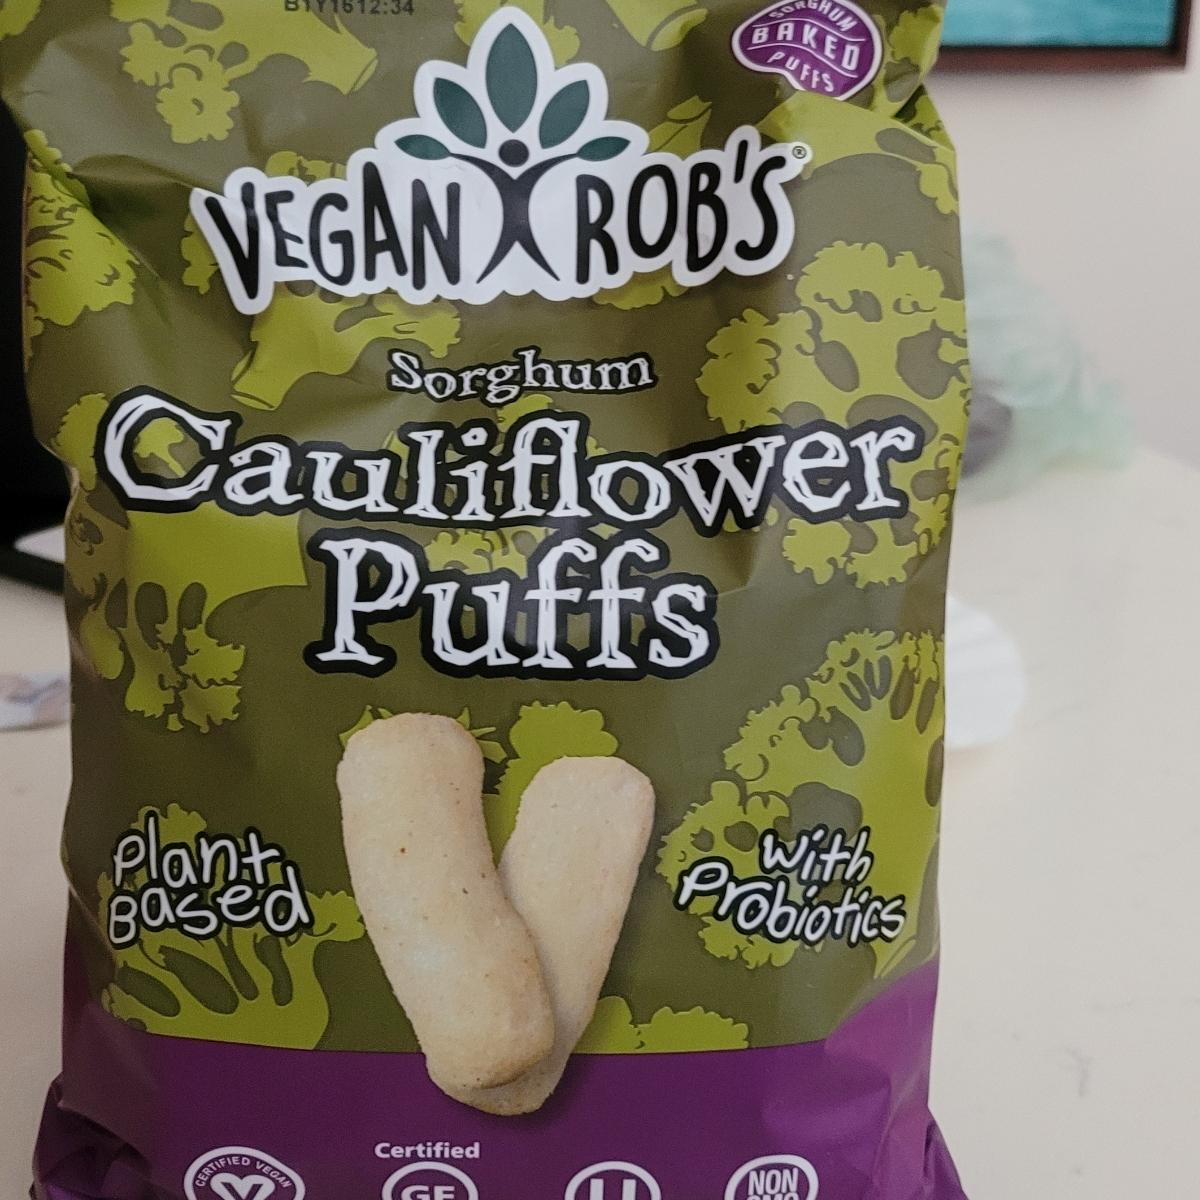 B1Y1612:34
SORGHUM
BAKED
PUFFS
VEGAN ROB'S®
Sorghum
Cauliflower
Puffs
Plant
Based
With
Probiotics
CERTIFIED VEGAN
V
Certified
GF
U
NON
GMO